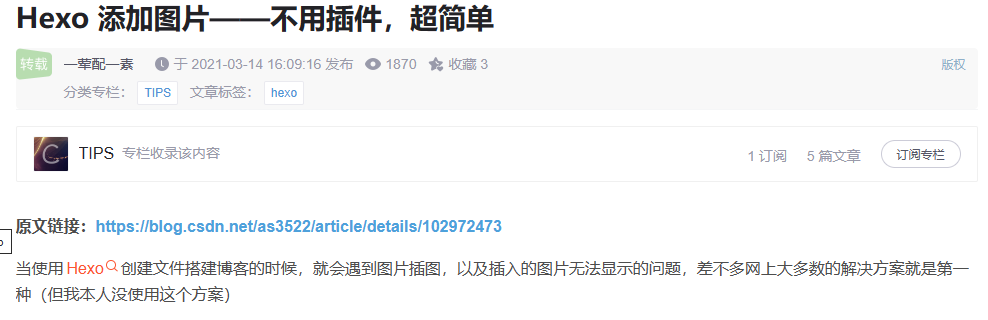 Hexo 添加图片——不用插件，超简单
转载 一荤配一素 于 2021-03-14 16:09:16 发布 1870 收藏 3 版权
分类专栏： TIPS 文章标签： hexo
TIPS 专栏收录该内容 1 订阅 5 篇文章 订阅专栏
原文链接：https://blog.csdn.net/as3522/article/details/102972473
当使用 Hexo 创建文件搭建博客的时候，就会遇到图片插图，以及插入的图片无法显示的问题，差不多网上大多数的解决方案就是第一
种（但我本人没使用这个方案）